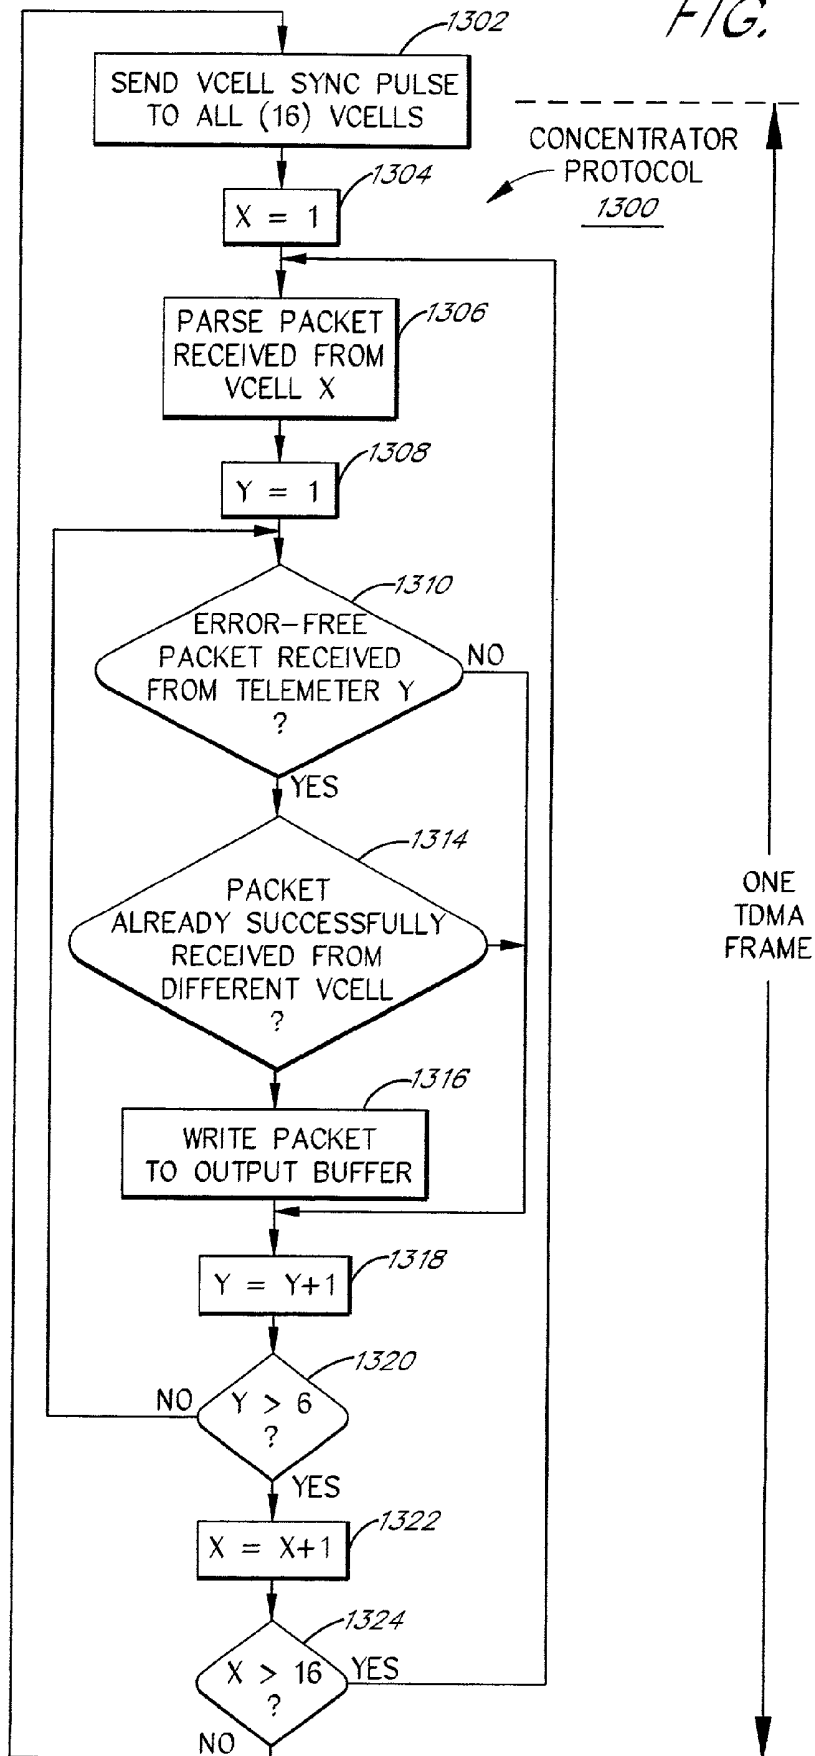 FIG.
1302
SEND VCELL SYNC PULSE
TO ALL (16) VCELLS
CONCENTRATOR
PROTOCOL
1300
1304
X = 1
1306
PARSE PACKET
RECEIVED FROM
VCELL X
1308
Y = 1
1310
ERROR-FREE
PACKET RECEIVED
FROM TELEMETER Y
?
NO
YES
1314
PACKET
ALREADY SUCCESSFULLY
RECEIVED FROM
DIFFERENT VCELL
?
ONE
TDMA
FRAME
1316
WRITE PACKET
TO OUTPUT BUFFER
1318
Y = Y+1
1320
NO
Y > 6
?
YES
1322
X = X+1
1324
X > 16
?
YES
NO